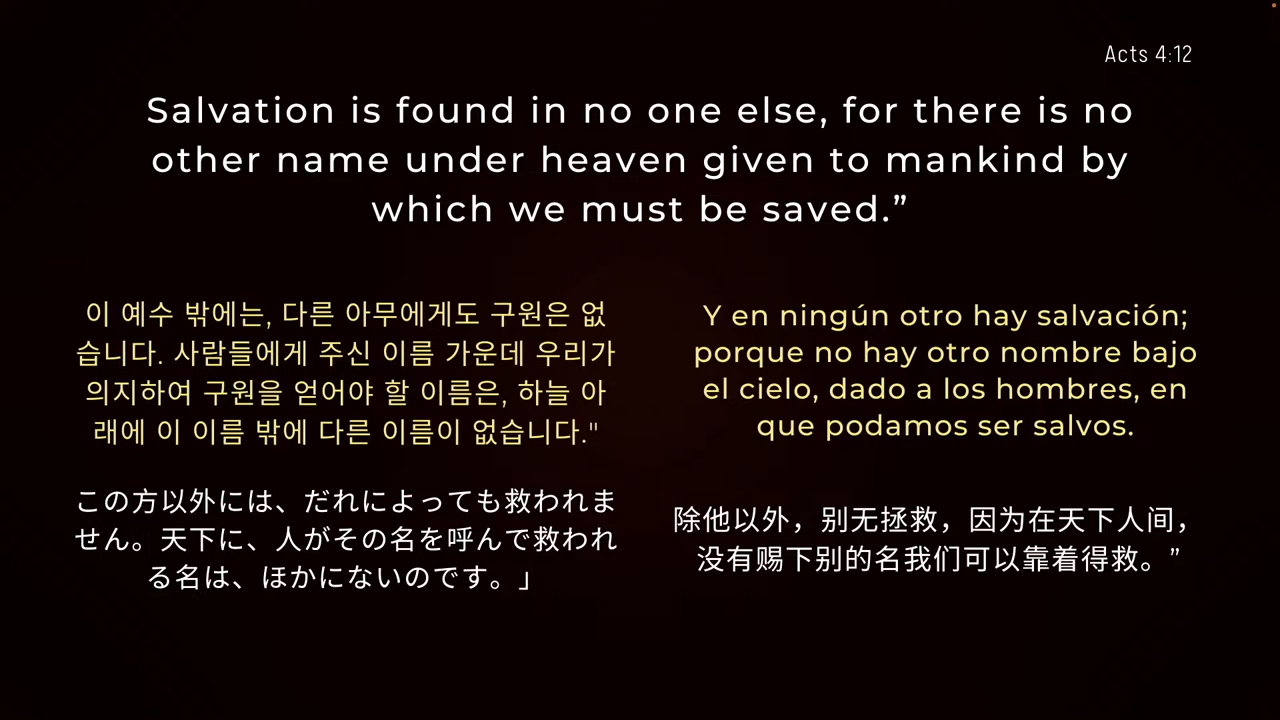 Acts 4:12
Salvation is found in no one else, for there is no
other name under heaven given to mankind by
which we must be saved.”
이 예수 밖에는, 다른 아무에게도 구원은 없
습니다. 사람들에게 주신 이름 가운데 우리가
의지하여 구원을 얻어야 할 이름은, 하늘 아
래에 이 이름 밖에 다른 이름이 없습니다."
Y en ningún otro hay salvación;
porque no hay otro nombre bajo
el cielo, dado a los hombres, en
que podamos ser salvos.
この方以外には、だれによっても救われま
せん。天下に、人がその名を呼んで救われ
る名は、ほかにないのです。」
除他以外，别无拯救，因为在天下人间，
没有赐下别的名我们可以靠着得救。”